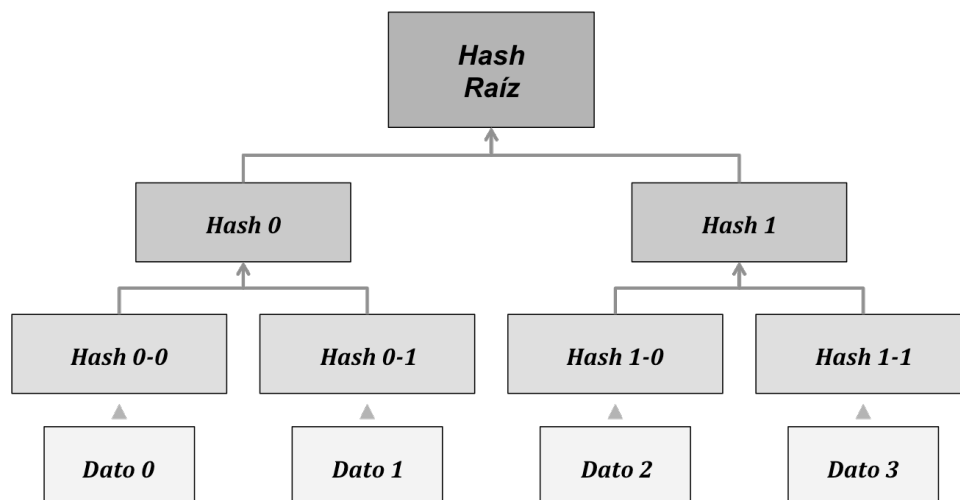 Hash
Raíz
Hash 0
Hash 1
Hash 0-0
Hash 0-1
Hash 1-0
Hash 1-1
Dato 0
Dato 1
Dato 2
Dato 3